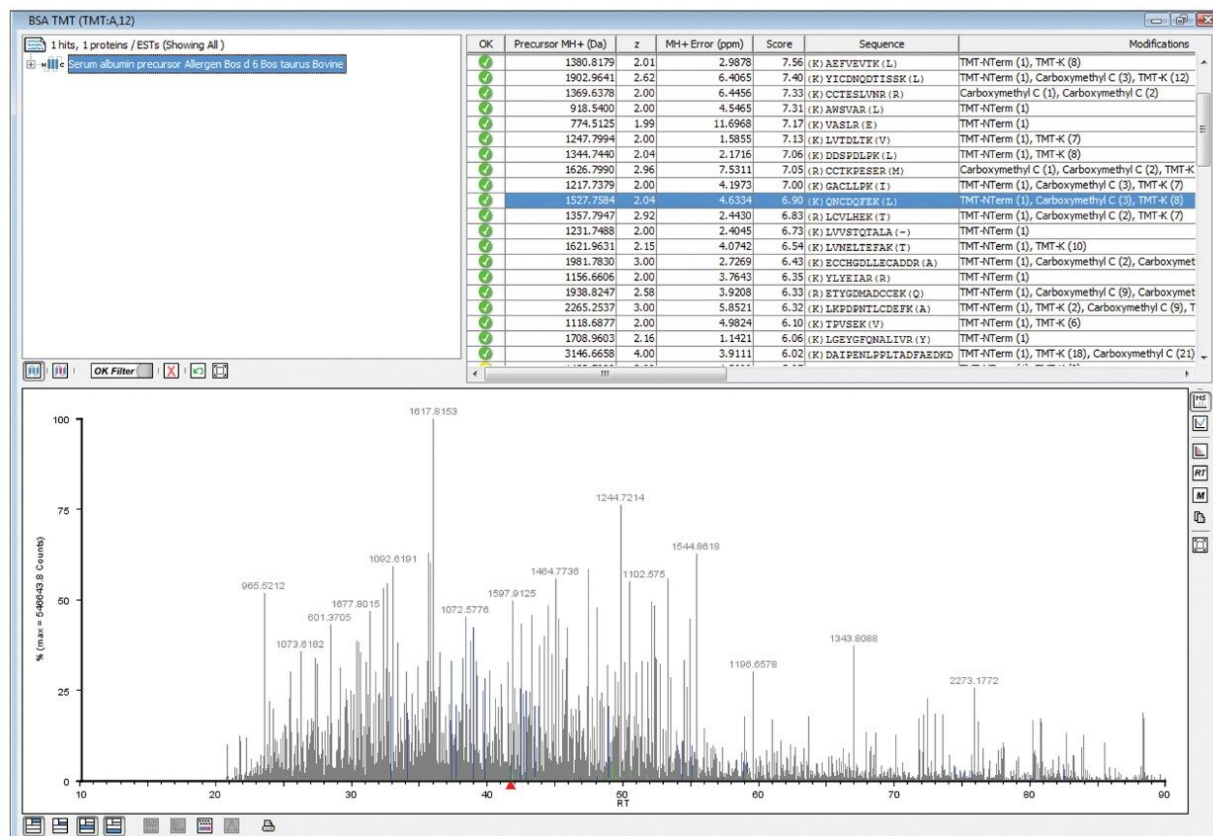 BSA TMT (TMT:A,12)
1 hits, 1 proteins / ESTs (Showing All )
Serum albumin precursor Allergen Bos d 6 Bos taurus Bovine
OK Filter
OK Precursor MH+ (Da) z MH+ Error (ppm) Score Sequence Modifications
1380.8179 2.01 2.9878 7.56 (K)AEFVEVTK(L) TMT-NTerm (1), TMT-K (8)
1902.9641 2.62 6.4065 7.40 (K)YICDNQDTISSK(L) TMT-NTerm (1), Carboxymethyl C (3), TMT-K (12)
1369.6378 2.00 6.4456 7.33 (K)CCTESLVNR(R) Carboxymethyl C (1), Carboxymethyl C (2)
918.5400 2.00 4.5465 7.31 (K)AWSVAR(L) TMT-NTerm (1)
774.5125 1.99 11.6968 7.17 (K)VASLR(E) TMT-NTerm (1)
1247.7994 2.00 1.5855 7.13 (K)LVTDLTK(V) TMT-NTerm (1), TMT-K (7)
1344.7440 2.04 2.1716 7.06 (K)DDSPDLPK(L) TMT-NTerm (1), TMT-K (8)
1626.7990 2.96 7.5311 7.05 (R)CCTKPESER(M) Carboxymethyl C (1), Carboxymethyl C (2), TMT-K
1217.7379 2.00 4.1973 7.00 (K)GACLLPK(I) TMT-NTerm (1), Carboxymethyl C (3), TMT-K (7)
1527.7584 2.04 4.6334 6.90 (K)QNCDQFEK(L) TMT-NTerm (1), Carboxymethyl C (3), TMT-K (8)
1357.7947 2.92 2.4430 6.83 (R)LCVLHEK(T) TMT-NTerm (1), Carboxymethyl C (2), TMT-K (7)
1231.7488 2.00 2.4045 6.73 (K)LVVSTQTALA(-) TMT-NTerm (1)
1621.9631 2.15 4.0742 6.54 (K)LVNELTEFAK(T) TMT-NTerm (1), TMT-K (10)
1981.7830 3.00 2.7269 6.43 (K)ECCHGDLLECADDR(A) TMT-NTerm (1), Carboxymethyl C (2), Carboxymet
1156.6606 2.00 3.7643 6.35 (K)YLYEIAR(R) TMT-NTerm (1)
1938.8247 2.58 3.9208 6.33 (R)ETYGDMADCCEK(Q) TMT-NTerm (1), Carboxymethyl C (9), Carboxymet
2265.2537 3.00 5.8521 6.32 (K)LKPDPNTLCDEFK(A) TMT-NTerm (1), TMT-K (2), Carboxymethyl C (9), T
1118.6877 2.00 4.9824 6.10 (K)TPVSEK(V) TMT-NTerm (1), TMT-K (6)
1708.9603 2.16 1.1421 6.06 (K)LGEYGFQNALIVR(Y) TMT-NTerm (1)
3146.6658 4.00 3.9111 6.02 (K)DAIPENLPPLTADFAEDKD TMT-NTerm (1), TMT-K (18), Carboxymethyl C (21)
MS
RT
M
% (max = 546643.8 Counts)
100
75
50
25
0
1617.8153
1244.7214
1092.6191
1464.7736
1544.8618
1102.575
965.5212
1677.8015
601.3705
1072.5776
1597.9125
1073.6182
1196.6578
1343.8088
2273.1772
10 20 30 40 50 60 70 80 90
RT